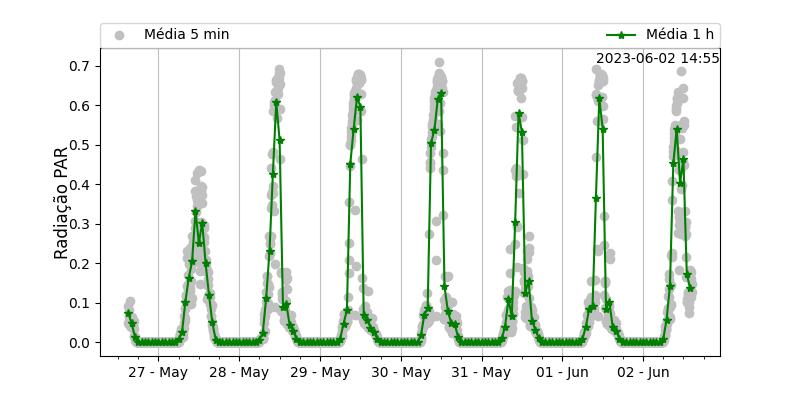 Média 5 min
Média 1 h
2023-06-02 14:55
Radiação PAR
0.7
0.6
0.5
0.4
0.3
0.2
0.1
0.0
27 - May
28 - May
29 - May
30 - May
31 - May
01 - Jun
02 - Jun